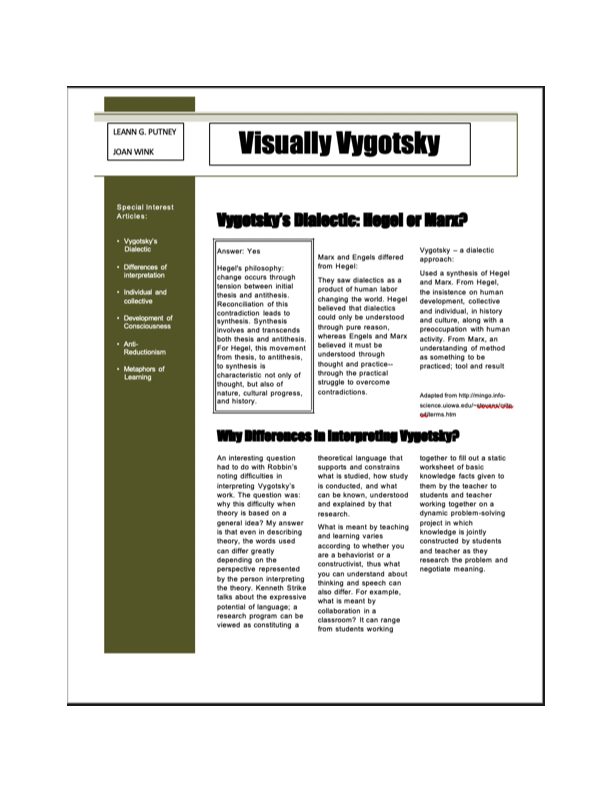 LEANN G. PUTNEY
JOAN WINK
Visually Vygotsky
Special Interest
Articles:
• Vygotsky's
Dialectic
• Differences of
interpretation
• Individual and
collective
• Development of
Consciousness
• Anti-
Reductionism
• Metaphors of
Learning
Vygotsky's Dialectic: Hegel or Marx?
Answer: Yes
Hegel's philosophy:
change occurs through
tension between initial
thesis and antithesis.
Reconciliation of this
contradiction leads to
synthesis. Synthesis
involves and transcends
both thesis and antithesis.
For Hegel, this movement
from thesis, to antithesis,
to synthesis is
characteristic not only of
thought, but also of
nature, cultural progress,
and history.
Marx and Engels differed
from Hegel:
They saw dialectics as a
product of human labor
changing the world. Hegel
believed that dialectics
could only be understood
through pure reason,
whereas Engels and Marx
believed it must be
understood through
thought and practice--
through the practical
struggle to overcome
contradictions.
Vygotsky – a dialectic
approach:
Used a synthesis of Hegel
and Marx. From Hegel,
the insistence on human
development, collective
and individual, in history
and culture, along with a
preoccupation with human
activity. From Marx, an
understanding of method
as something to be
practiced; tool and result
Adapted from http://mingo.info-
science.uiowa.edu/~stevens/crite
Why Differences in Interpreting Vygotsky?
An interesting question
had to do with Robbin's
noting difficulties in
interpreting Vygotsky's
work. The question was:
why this difficulty when
theory is based on a
general idea? My answer
is that even in describing
theory, the words used
can differ greatly
depending on the
perspective represented
by the person interpreting
the theory. Kenneth Strike
talks about the expressive
potential of language; a
research program can be
viewed as constituting a
theoretical language that
supports and constrains
what is studied, how study
is conducted, and what
can be known, understood
and explained by that
research.
What is meant by teaching
and learning varies
according to whether you
are a behaviorist or a
constructivist, thus what
you can understand about
thinking and speech can
also differ. For example,
what is meant by
collaboration in a
classroom? It can range
from students working
together to fill out a static
worksheet of basic
knowledge facts given to
them by the teacher to
students and teacher
working together on a
dynamic problem-solving
project in which
knowledge is jointly
constructed by students
and teacher as they
research the problem and
negotiate meaning.